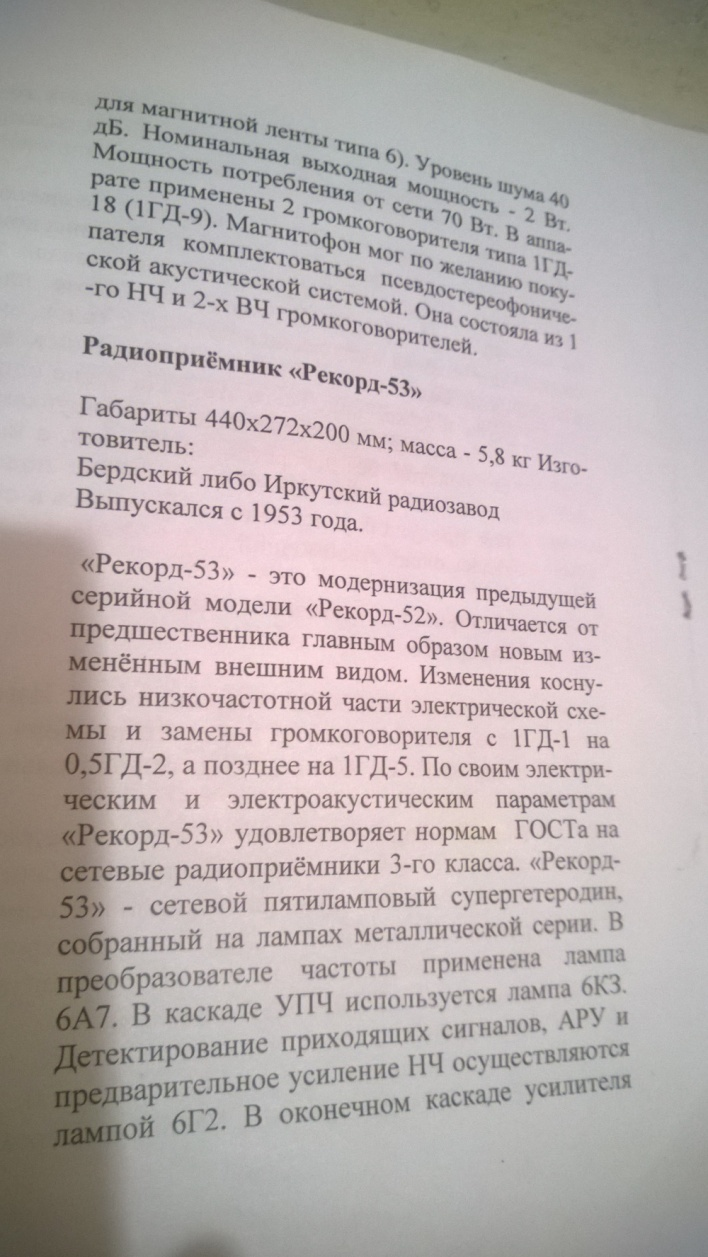 для магнитной ленты типа 6). Уровень шума 40
дБ. Номинальная выходная мощность - 2 Вт.
Мощность потребления от сети 70 Вт. В аппа-
рате применены 2 громкоговорителя типа 1ГД-
18 (1ГД-9). Магнитофон мог по желанию поку-
пателя комплектоваться псевдостереофониче-
ской акустической системой. Она состояла из 1
-го НЧ и 2-х ВЧ громкоговорителей.
Радиоприёмник «Рекорд-53»
Габариты 440х272х200 мм; масса - 5,8 кг Изго-
товитель:
Бердский либо Иркутский радиозавод
Выпускался с 1953 года.
«Рекорд-53» - это модернизация предыдущей
серийной модели «Рекорд-52». Отличается от
предшественника главным образом новым из-
менённым внешним видом. Изменения косну-
лись низкочастотной части электрической схе-
мы и замены громкоговорителя с 1ГД-1 на
0,5ГД-2, а позднее на 1ГД-5. По своим электри-
ческим и электроакустическим параметрам
«Рекорд-53» удовлетворяет нормам ГОСТа на
сетевые радиоприёмники 3-го класса. «Рекорд-
53» - сетевой пятиламповый супергетеродин,
собранный на лампах металлической серии. В
преобразователе частоты применена лампа
6А7. В каскаде УПЧ используется лампа 6К3.
Детектирование приходящих сигналов, АРУ и
предварительное усиление НЧ осуществляются
лампой 6Г2. В оконечном каскаде усилителя